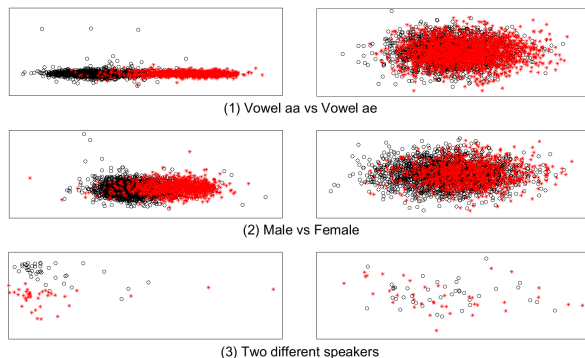 (1) Vowel aa vs Vowel ae
(2) Male vs Female
(3) Two different speakers